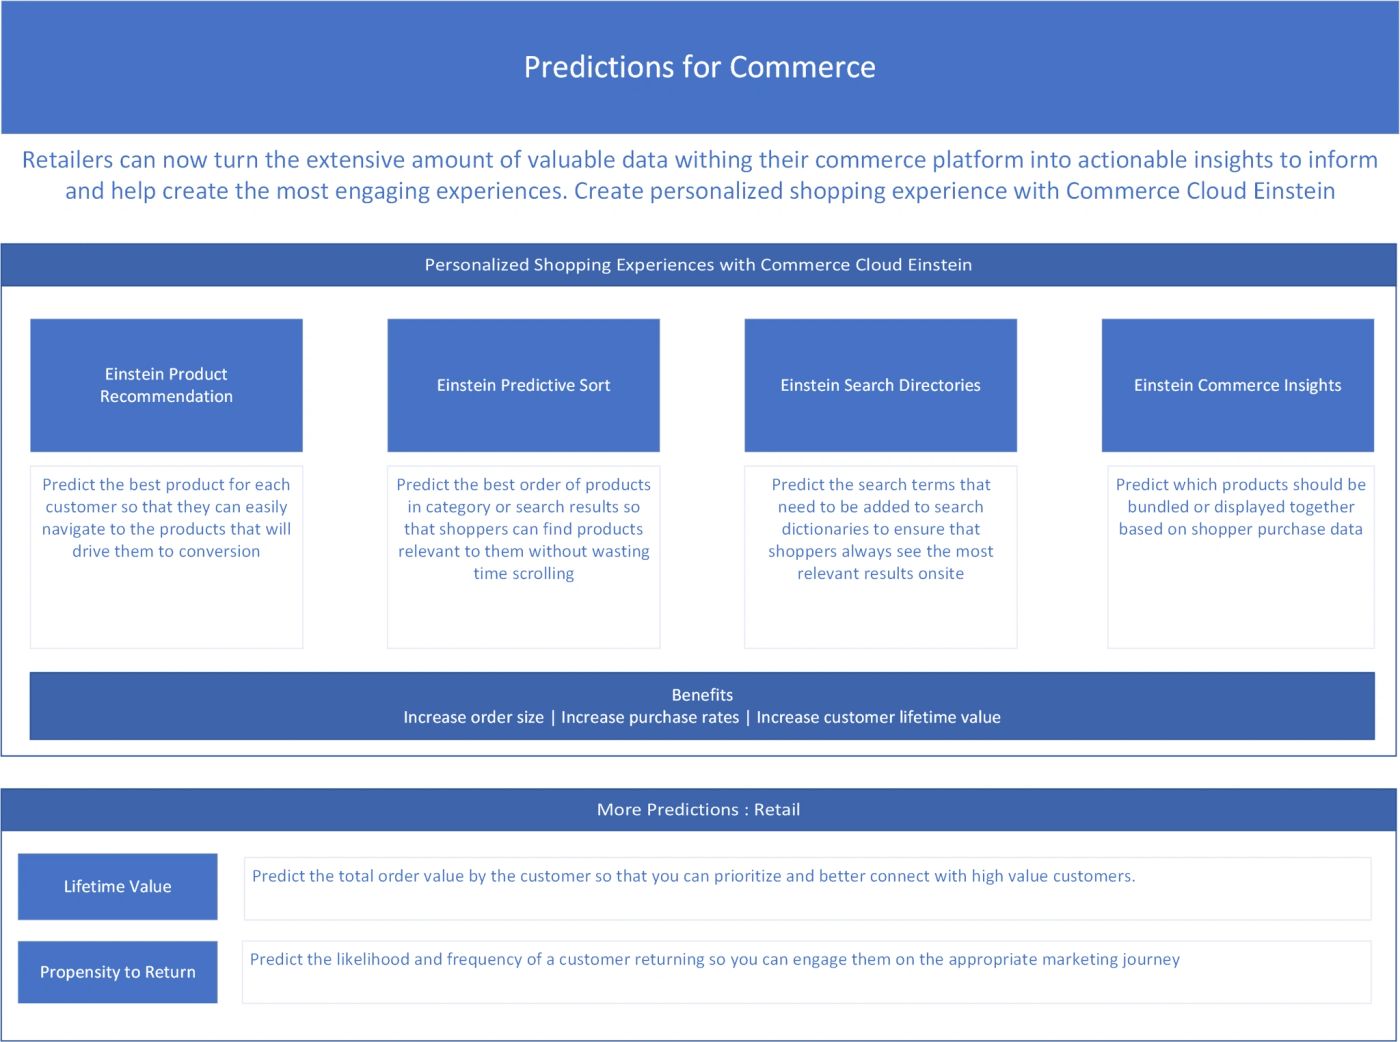 Predictions for Commerce
Retailers can now turn the extensive amount of valuable data withing their commerce platform into actionable insights to inform
and help create the most engaging experiences. Create personalized shopping experience with Commerce Cloud Einstein
Personalized Shopping Experiences with Commerce Cloud Einstein
Einstein Product
Recommendation
Predict the best product for each
customer so that they can easily
navigate to the products that will
drive them to conversion
Einstein Predictive Sort
Predict the best order of products
in category or search results so
that shoppers can find products
relevant to them without wasting
time scrolling
Einstein Search Directories
Predict the search terms that
need to be added to search
dictionaries to ensure that
shoppers always see the most
relevant results onsite
Einstein Commerce Insights
Predict which products should be
bundled or displayed together
based on shopper purchase data
Benefits
Increase order size | Increase purchase rates | Increase customer lifetime value
More Predictions : Retail
Lifetime Value
Predict the total order value by the customer so that you can prioritize and better connect with high value customers.
Propensity to Return
Predict the likelihood and frequency of a customer returning so you can engage them on the appropriate marketing journey